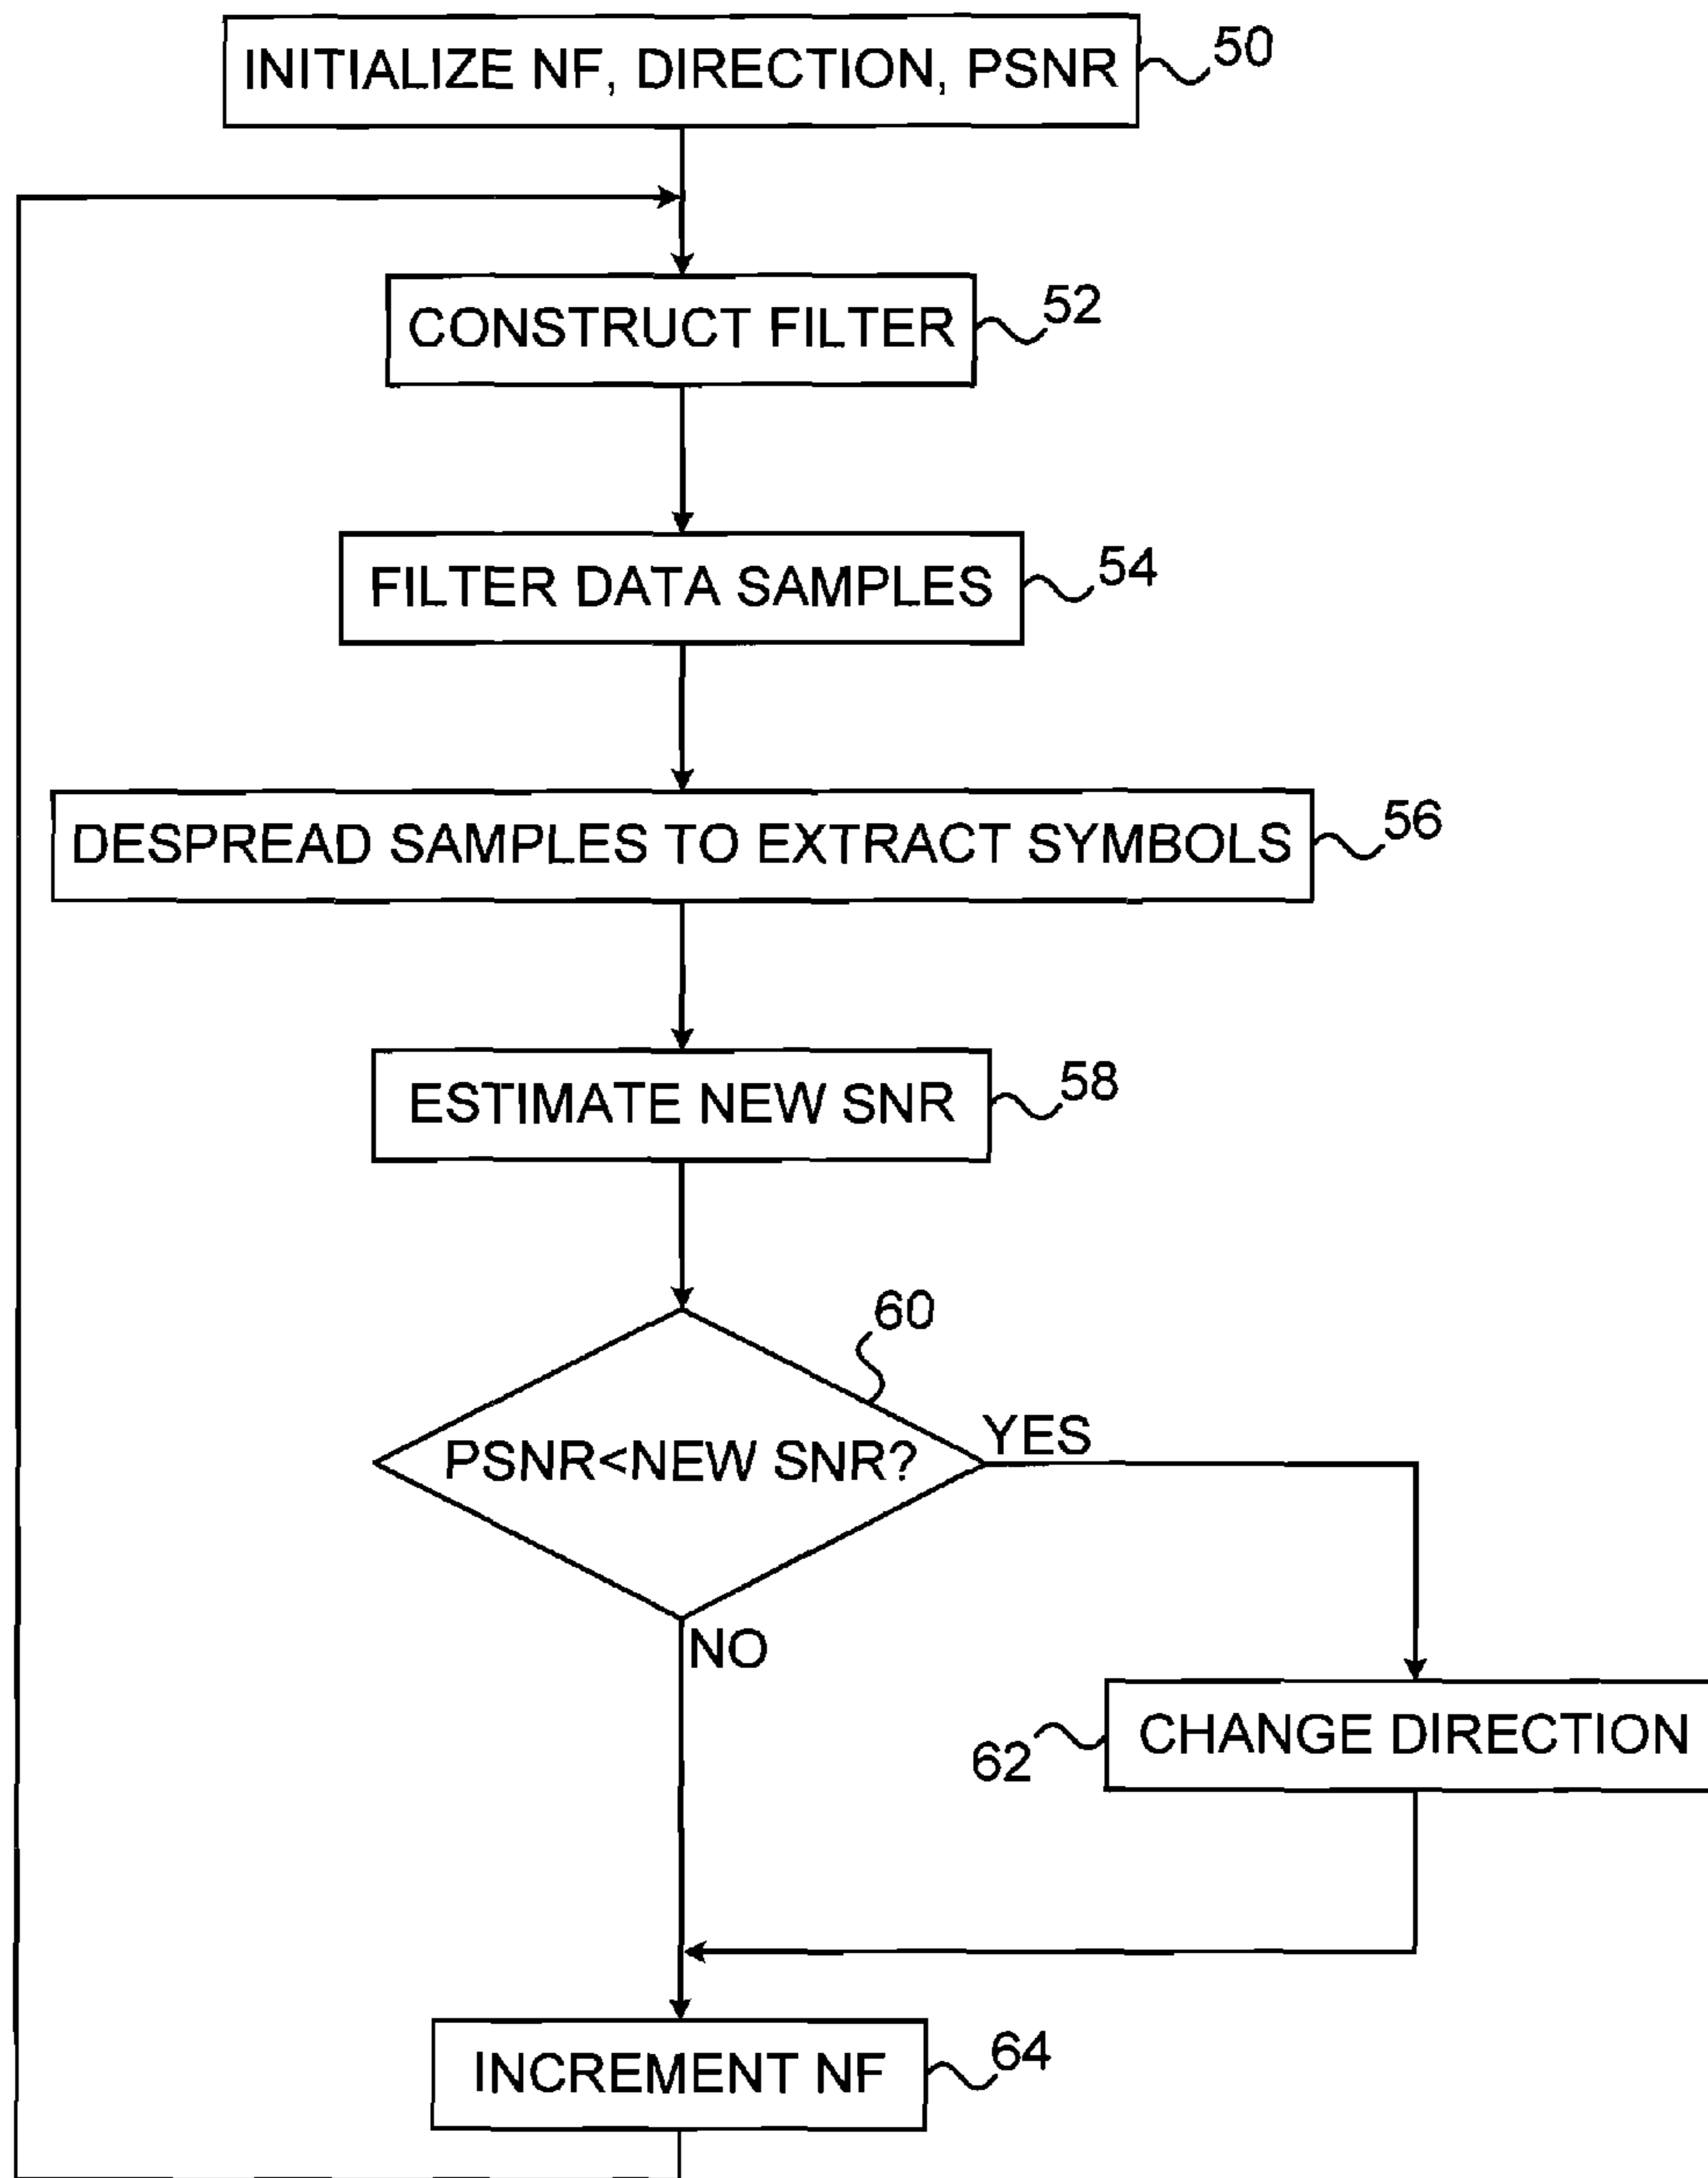 INITIALIZE NF, DIRECTION, PSNR
50
CONSTRUCT FILTER
52
FILTER DATA SAMPLES
54
DESPREAD SAMPLES TO EXTRACT SYMBOLS
56
ESTIMATE NEW SNR
58
60
PSNR<NEW SNR?
YES
NO
62
CHANGE DIRECTION
INCREMENT NF
64